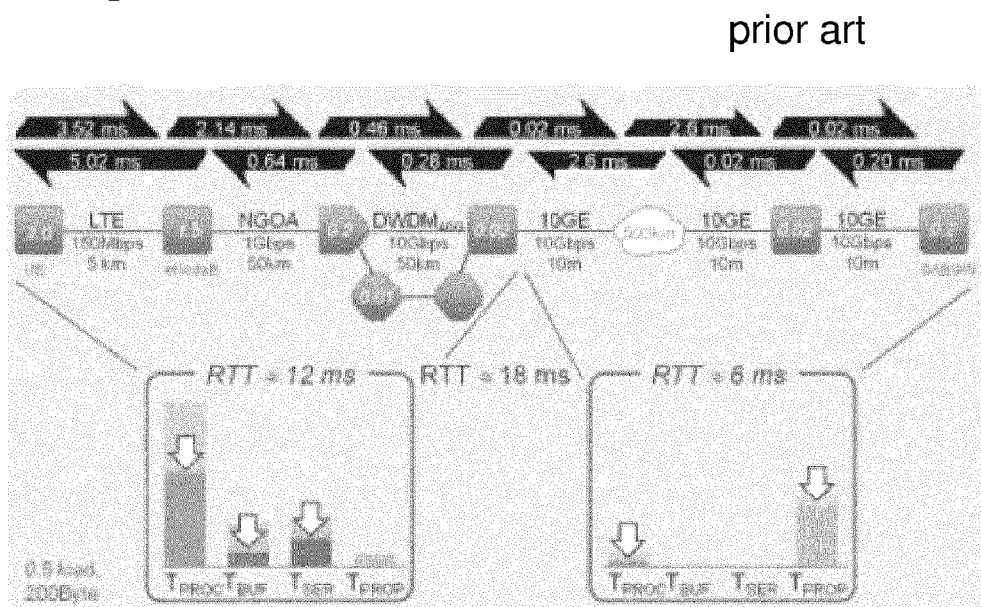 prior art
3.52 ms 2.14 ms 0.46 ms 0.02 ms 2.6 ms 0.02 ms
5.02 ms 0.64 ms 0.28 ms 2.6 ms 0.02 ms 0.20 ms
LTE NGOA DWDM 10GE 10GE 10GE
150Mbps 1Gbps 10Gbps 10Gbps 500km 10Gbps 10Gbps
5 km 50km 50km 10m 10m 10m
UE eNodeB
RTT = 12 ms RTT = 18 ms RTT = 6 ms
0.5 load,
200Byte
TPROC TBUF TSER TPROP TPROC TBUF TSER TPROP